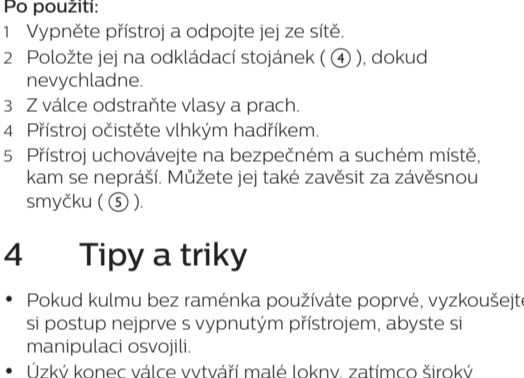 Po použití:
1 Vypněte přístroj a odpojte jej ze sítě.
2 Položte jej na odkládací stojánek ( ④ ), dokud
nevychladne.
3 Z válce odstraňte vlasy a prach.
4 Přístroj očistěte vlhkým hadříkem.
5 Přístroj uchovávejte na bezpečném a suchém místě,
kam se nepráší. Můžete jej také zavěsit za závěsnou
smyčku ( ⑤ ).
4 Tipy a triky
• Pokud kulmu bez raménka používáte poprvé, vyzkoušejte
si postup nejprve s vypnutým přístrojem, abyste si
manipulaci osvojili.
• Úzký konec válce vytváří malé lokny, zatímco široký